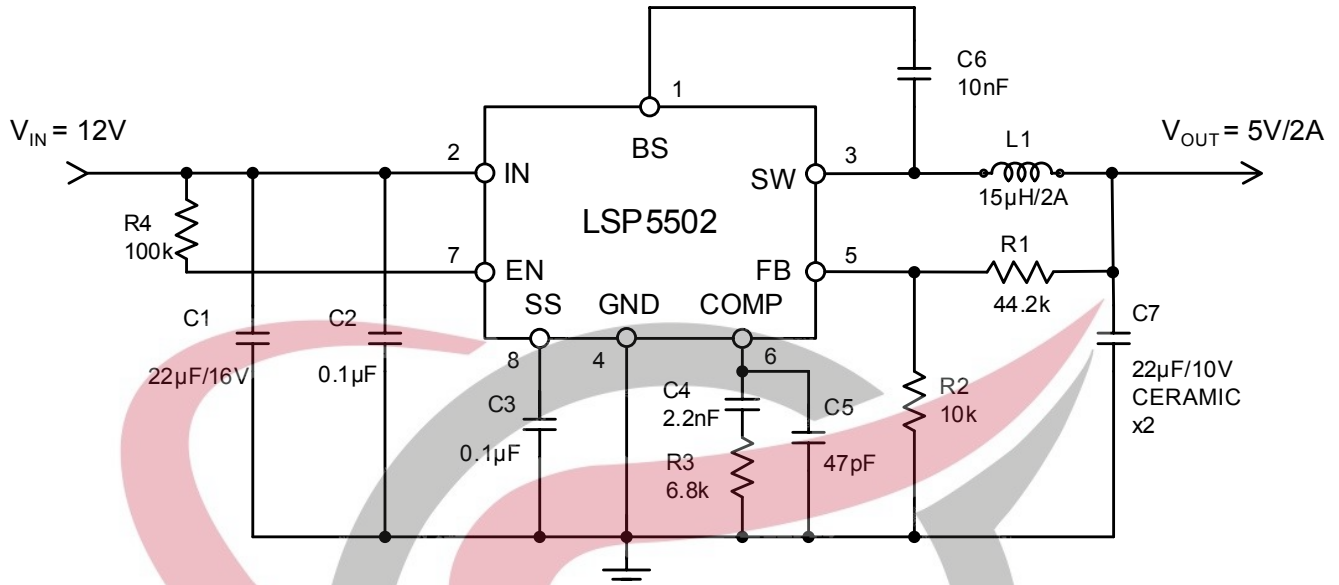 1
C6
10nF
V_IN = 12V
V_OUT = 5V/2A
BS
2
IN
SW
3
L1
15µH/2A
LSP5502
R4
100k
7
EN
FB
5
R1
44.2k
SS
GND
COMP
C1
22µF/16V
C2
0.1µF
8
4
6
C7
22µF/10V
CERAMIC
x2
C3
0.1µF
C4
2.2nF
C5
47pF
R2
10k
R3
6.8k